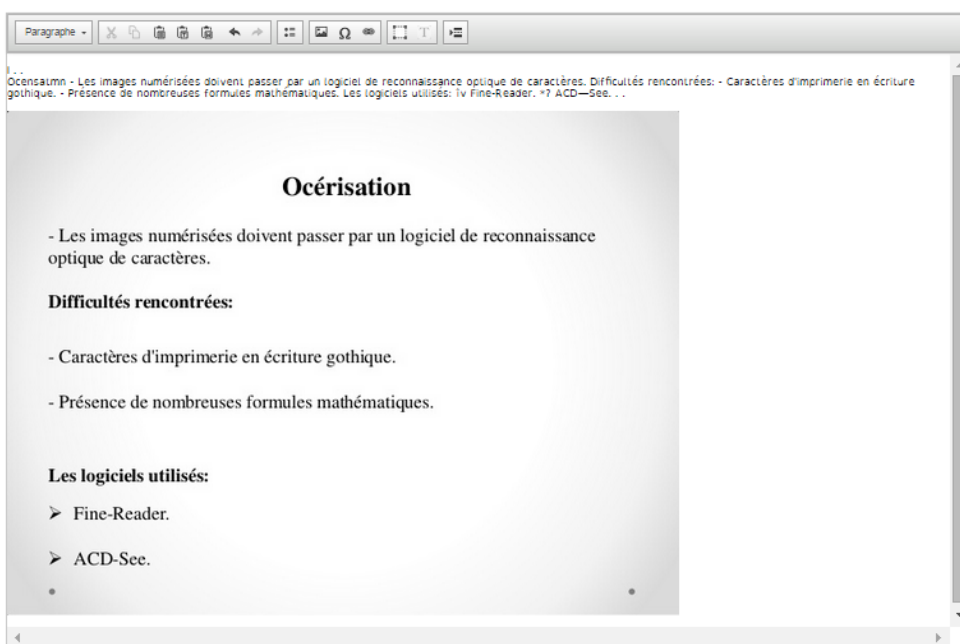 Paragraphe
I . .
Ocensatmn - Les images numérisées doivent passer par un logiciel de reconnaissance optique de caractères. Difficultés rencontrées: - Caractères d'imprimerie en écriture
gothique. - Présence de nombreuses formules mathématiques. Les logiciels utilisés: îv Fine-Reader. *? ACD—See. . .
Océrisation
- Les images numérisées doivent passer par un logiciel de reconnaissance
optique de caractères.
Difficultés rencontrées:
- Caractères d'imprimerie en écriture gothique.
- Présence de nombreuses formules mathématiques.
Les logiciels utilisés:
➢ Fine-Reader.
➢ ACD-See.